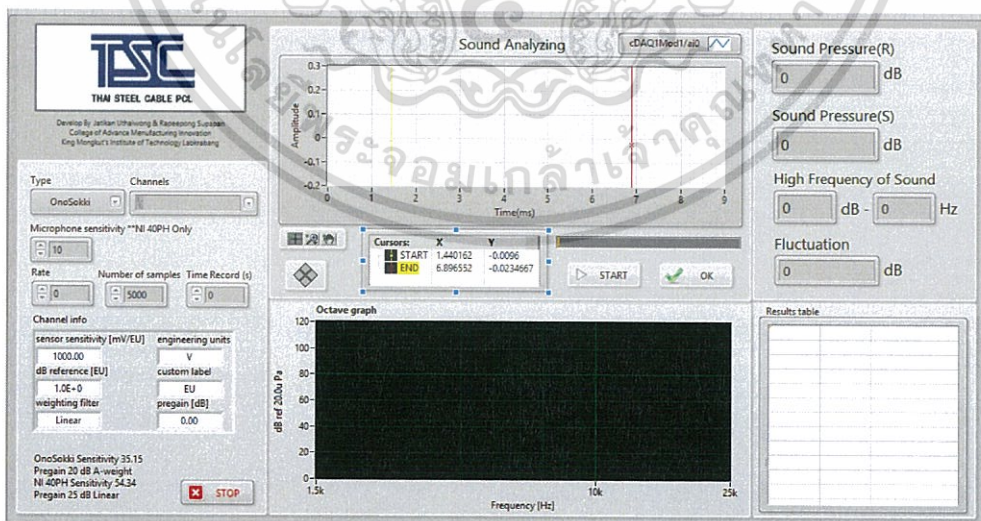 TSC
THAI STEEL CABLE PCL.
Develop By Jatikan Uthaiwong & Rapeepong Supapan
College of Advance Manufacturing Innovation
King Mongkut's Institute of Technology Ladkrabang
Type
Channels
OnoSokki
Microphone sensitivity **NI 40PH Only
10
Rate
Number of samples
Time Record (s)
0
5000
0
Channel info
sensor sensitivity [mV/EU]
engineering units
1000.00
V
dB reference [EU]
custom label
1.0E+0
EU
weighting filter
pregain [dB]
Linear
0.00
OnoSokki Sensitivity 35.15
Pregain 20 dB A-weight
NI 40PH Sensitivity 54.34
Pregain 25 dB Linear
STOP
Sound Analyzing
cDAQ1Mod1/ai0
Amplitude
0.3
0.1
0
-0.1
-0.2
0 1 2 3 4 5 6 7 8 9
Time(ms)
Cursors: X Y
START 1.440162 -0.0096
END 6.896552 -0.0234667
START
OK
Octave graph
dB ref 20.0u Pa
120
100
80
60
40
20
0
1.5k 10k 25k
Frequency [Hz]
Sound Pressure(R)
0 dB
Sound Pressure(S)
0 dB
High Frequency of Sound
0 dB - 0 Hz
Fluctuation
0 dB
Results table